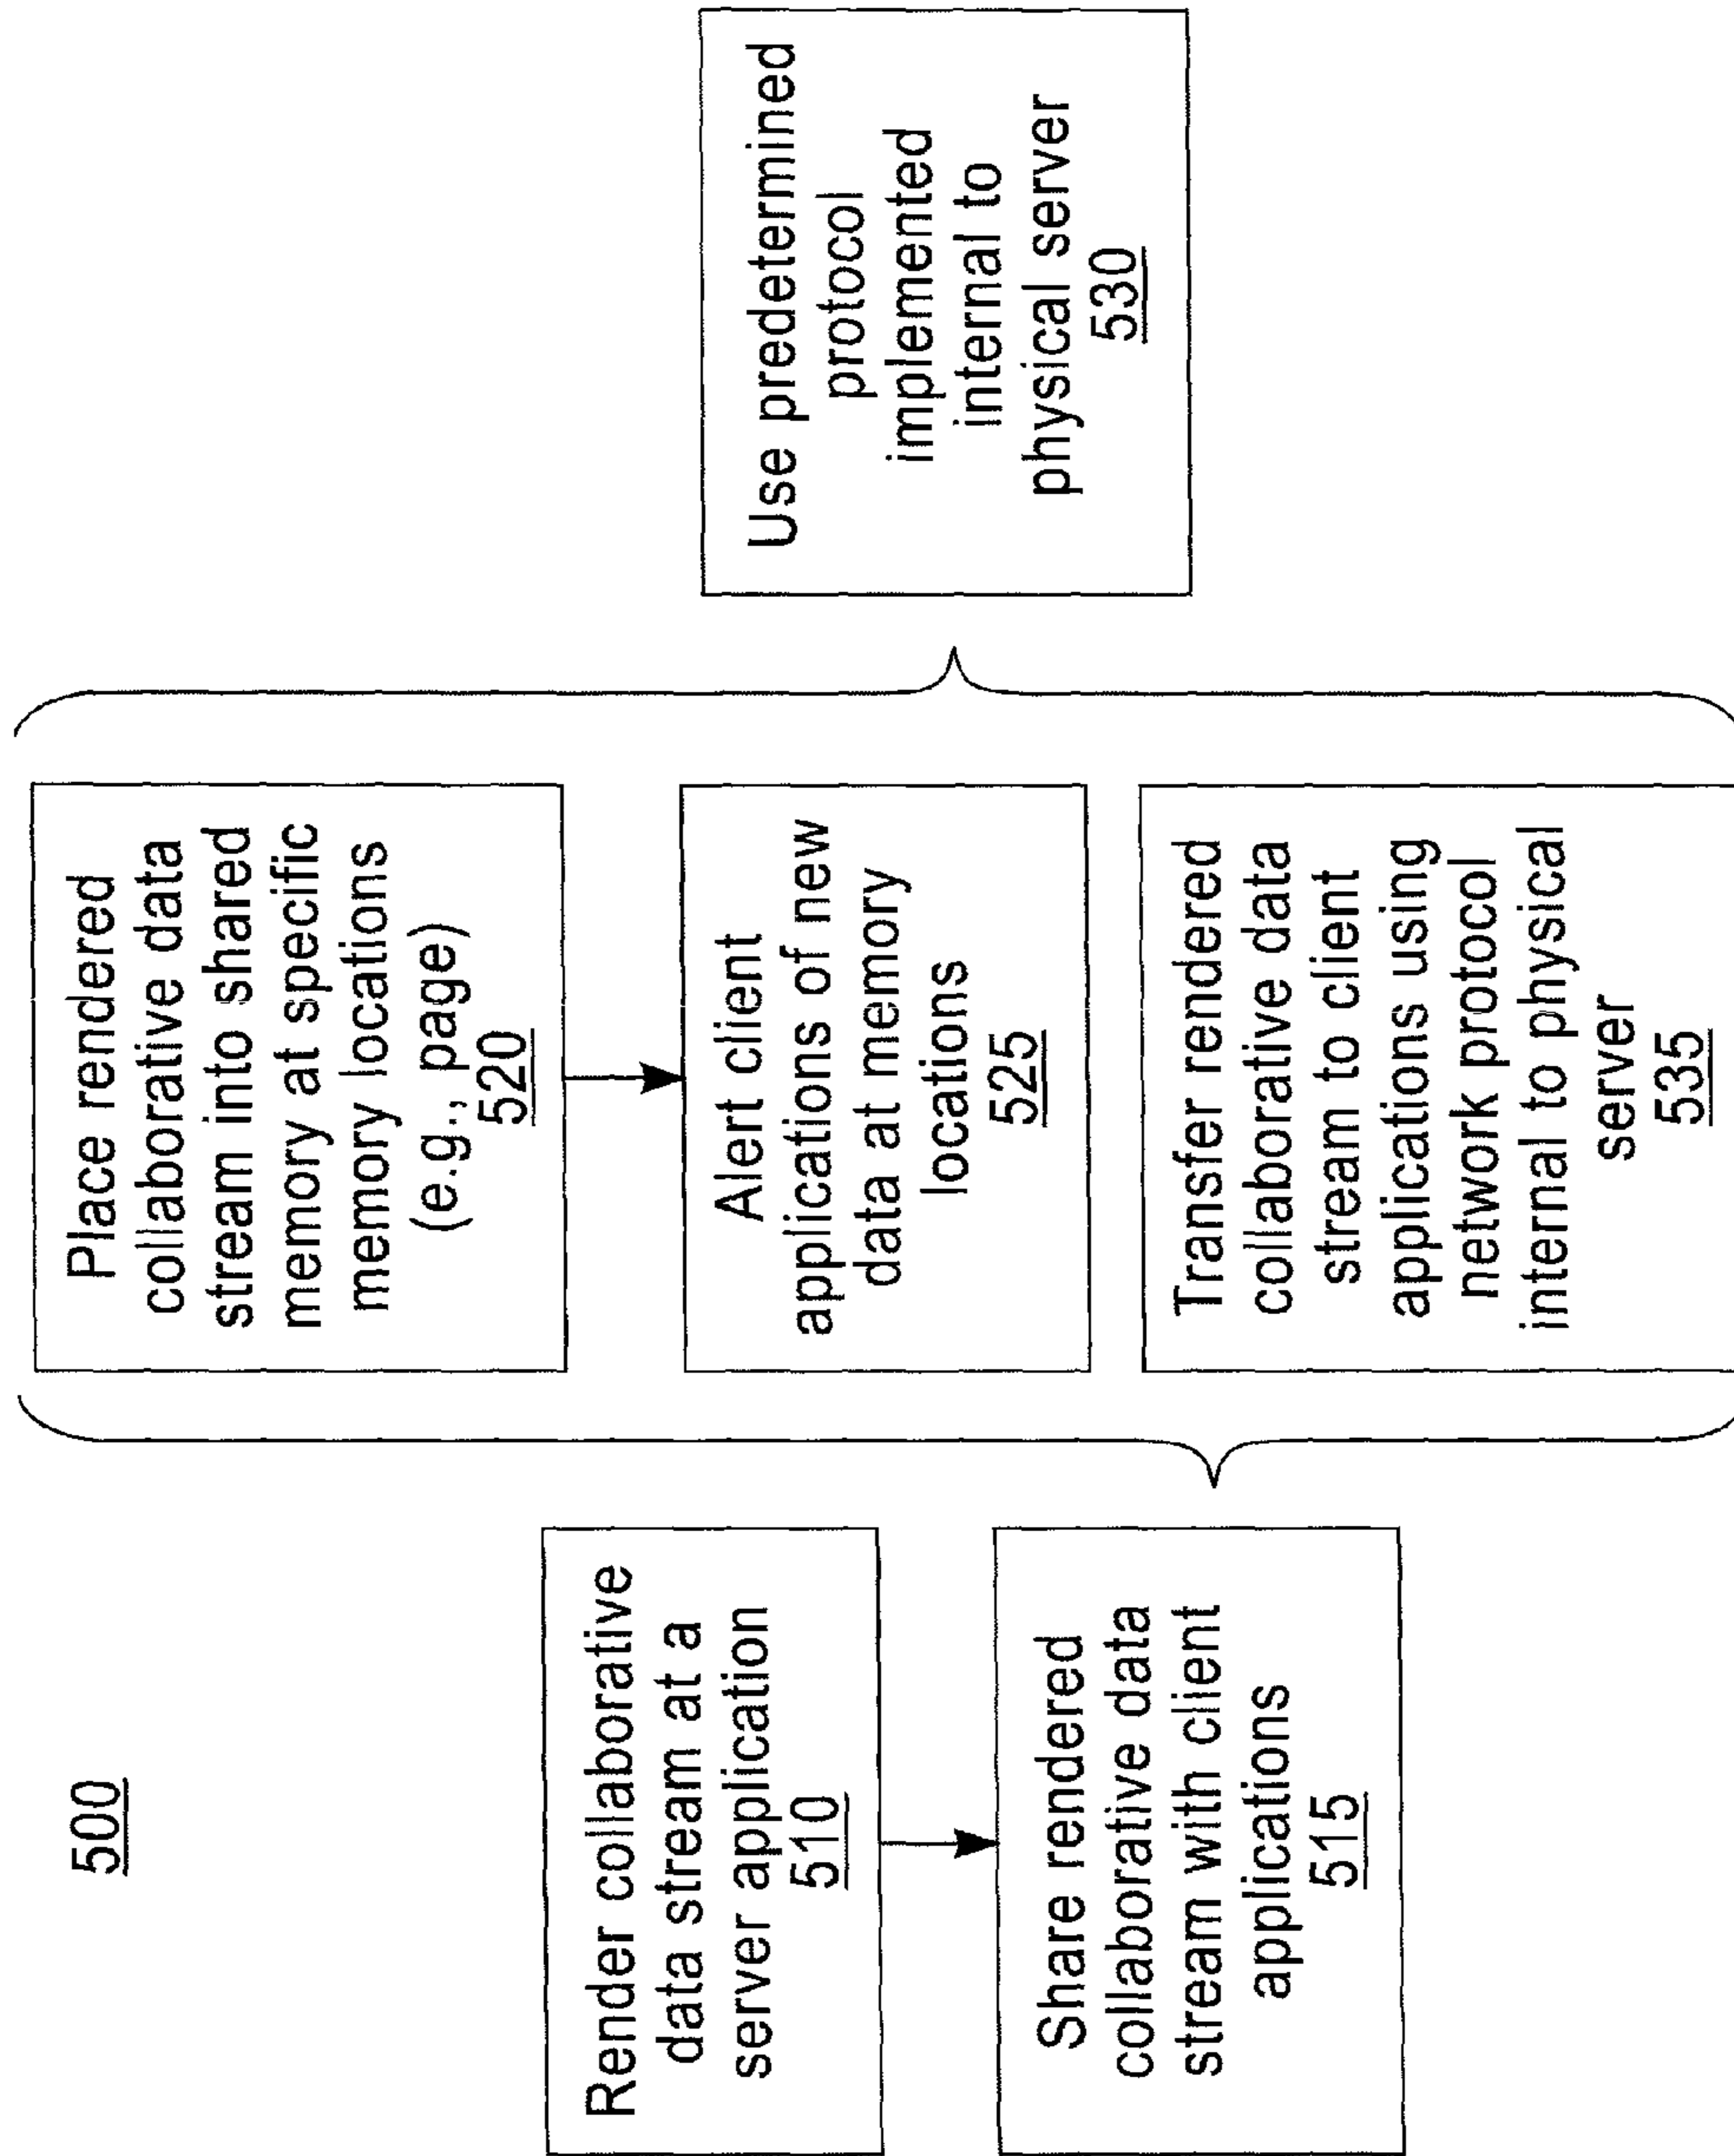 500
Render collaborative
data stream at a
server application
510
Share rendered
collaborative data
stream with client
applications
515
Place rendered
collaborative data
stream into shared
memory at specific
memory locations
(e.g., page)
520
Alert client
applications of new
data at memory
locations
525
Transfer rendered
collaborative data
stream to client
applications using
network protocol
internal to physical
server
535
Use predetermined
protocol
implemented
internal to
physical server
530